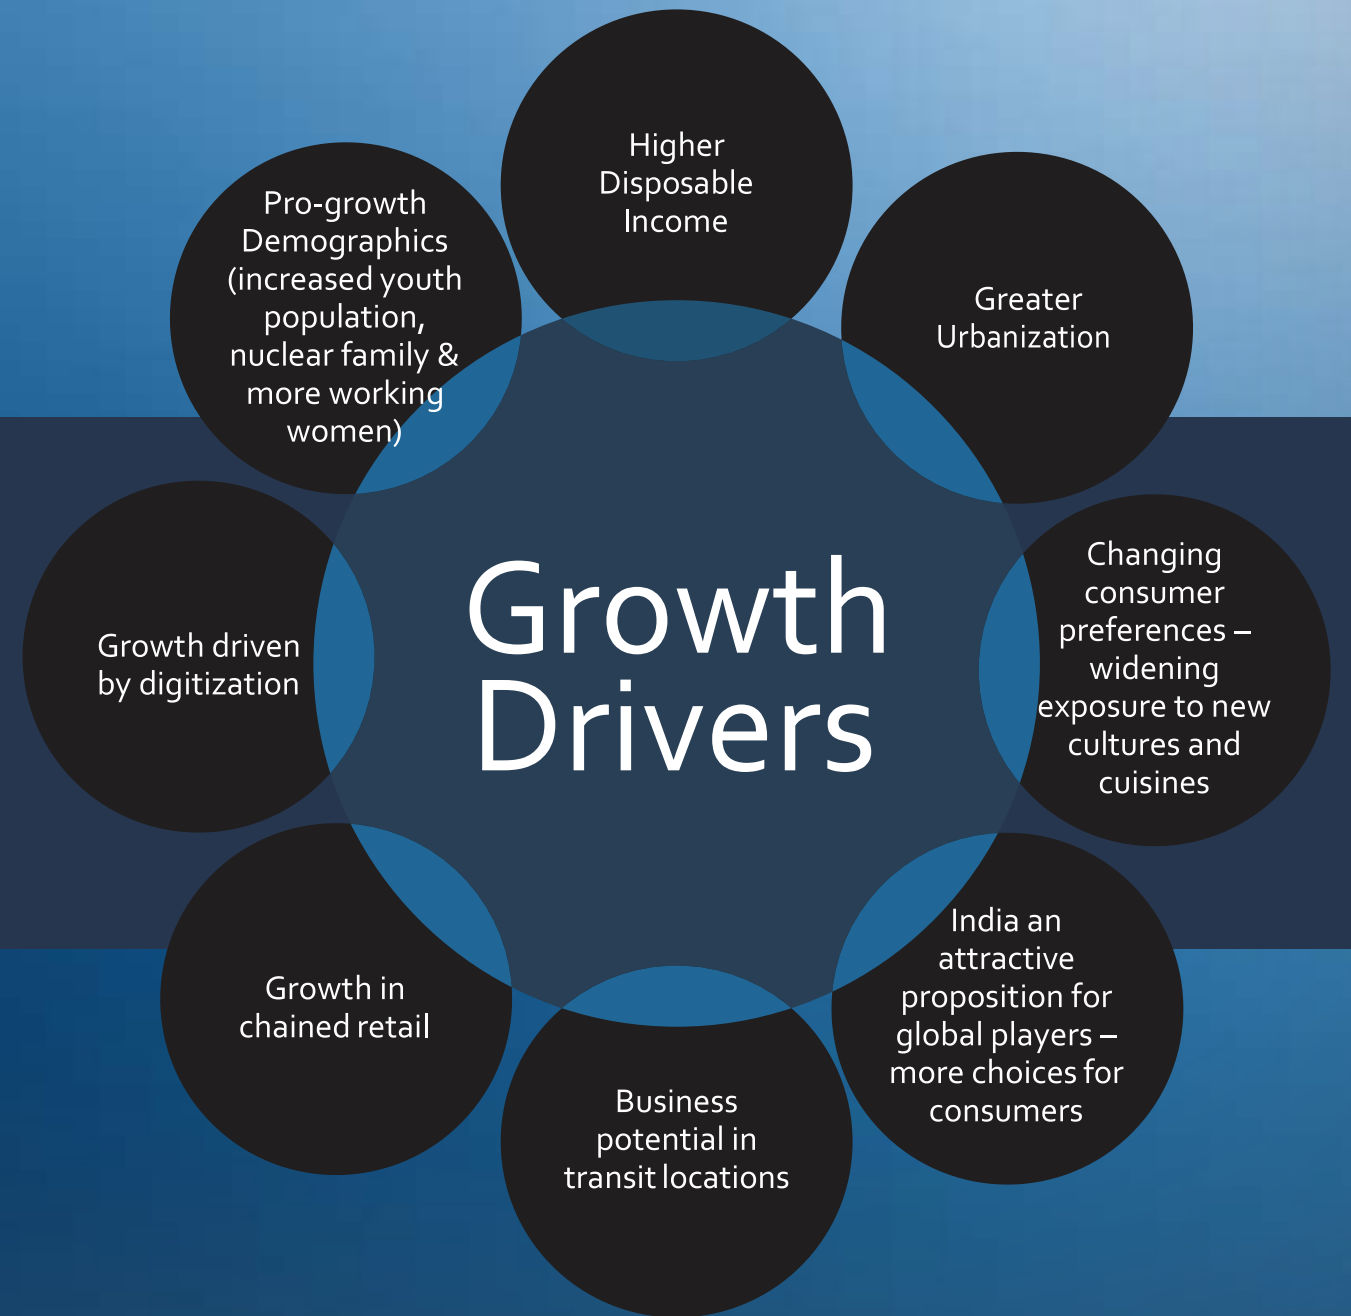 Higher
Disposable
Income
Greater
Urbanization
Changing
consumer
preferences –
widening
exposure to new
cultures and
cuisines
India an
attractive
proposition for
global players –
more choices for
consumers
Business
potential in
transit locations
Growth in
chained retail
Growth driven
by digitization
Pro-growth
Demographics
(increased youth
population,
nuclear family &
more working
women)
Growth
Drivers